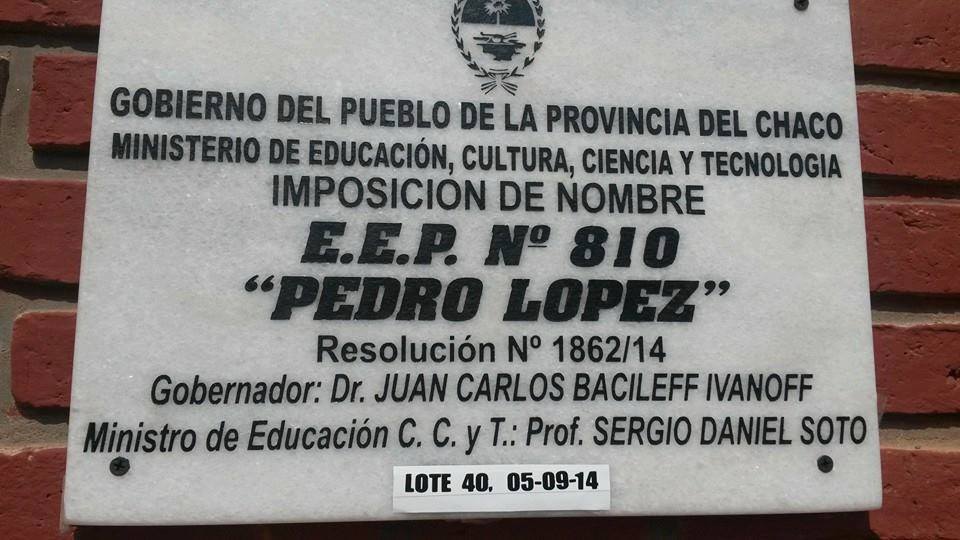 GOBIERNO DEL PUEBLO DE LA PROVINCIA DEL CHACO
MINISTERIO DE EDUCACIÓN, CULTURA, CIENCIA Y TECNOLOGIA
IMPOSICION DE NOMBRE
E.E.P. Nº 810
“PEDRO LOPEZ”
Resolución Nº 1862/14
Gobernador: Dr. JUAN CARLOS BACILEFF IVANOFF
Ministro de Educación C. C. y T.: Prof. SERGIO DANIEL SOTO
LOTE 40, 05-09-14